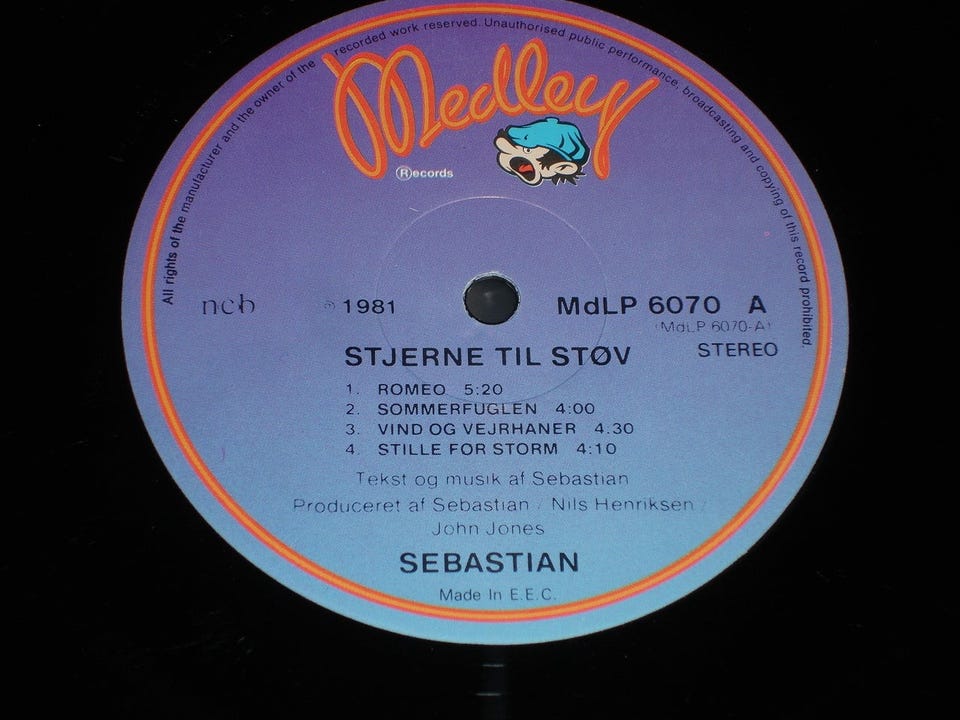 All rights of the manufacturer and the owner of the recorded work reserved. Unauthorised public performance, broadcasting and copying of this record prohibited.
Medley
Records
ncb ℗ 1981 MdLP 6070 A
(MdLP 6070-A)
STEREO
STJERNE TIL STØV
1. ROMEO 5:20
2. SOMMERFUGLEN 4:00
3. VIND OG VEJRHANER 4:30
4. STILLE FØR STORM 4:10
Tekst og musik af Sebastian
Produceret af Sebastian / Nils Henriksen /
John Jones
SEBASTIAN
Made In E.E.C.